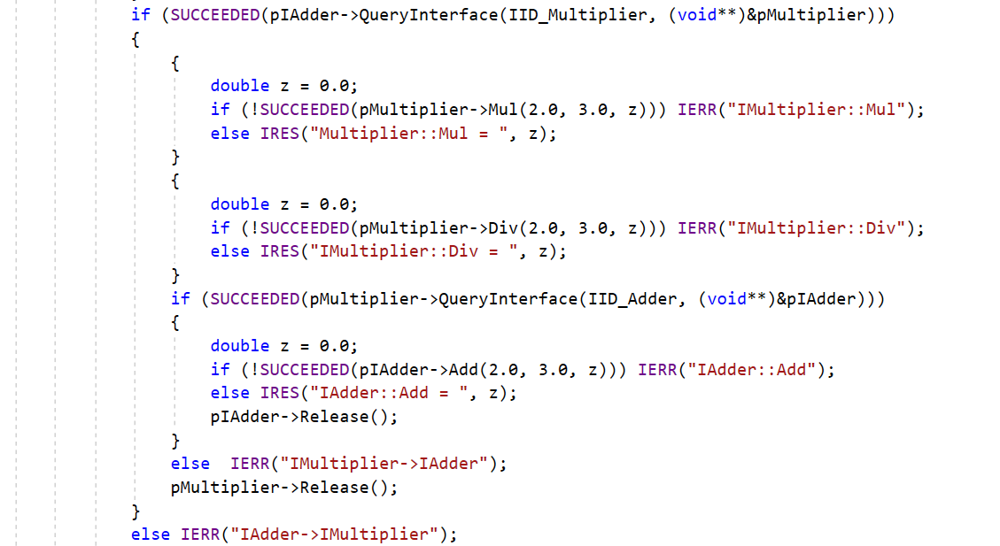 if (SUCCEEDED(pIAdder->QueryInterface(IID_Multiplier, (void**)&pMultiplier)))
{
{
double z = 0.0;
if (!SUCCEEDED(pMultiplier->Mul(2.0, 3.0, z))) IERR("IMultiplier::Mul");
else IRES("Multiplier::Mul = ", z);
}
{
double z = 0.0;
if (!SUCCEEDED(pMultiplier->Div(2.0, 3.0, z))) IERR("IMultiplier::Div");
else IRES("IMultiplier::Div = ", z);
}
if (SUCCEEDED(pMultiplier->QueryInterface(IID_Adder, (void**)&pIAdder)))
{
double z = 0.0;
if (!SUCCEEDED(pIAdder->Add(2.0, 3.0, z))) IERR("IAdder::Add");
else IRES("IAdder::Add = ", z);
pIAdder->Release();
}
else  IERR("IMultiplier->IAdder");
pMultiplier->Release();
}
else IERR("IAdder->IMultiplier");